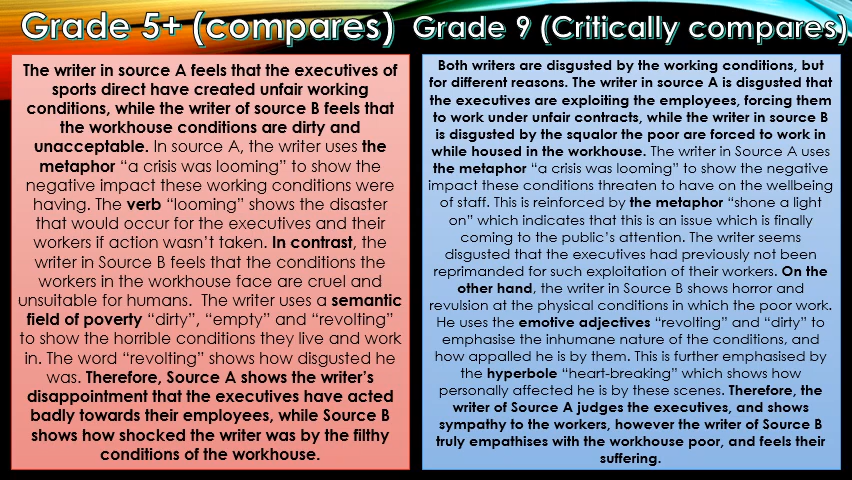 Grade 5+ (compares)
The writer in source A feels that the executives of
sports direct have created unfair working
conditions, while the writer of source B feels that
the workhouse conditions are dirty and
unacceptable. In source A, the writer uses the
metaphor “a crisis was looming” to show the
negative impact these working conditions were
having. The verb “looming” shows the disaster
that would occur for the executives and their
workers if action wasn’t taken. In contrast, the
writer in Source B feels that the conditions the
workers in the workhouse face are cruel and
unsuitable for humans. The writer uses a semantic
field of poverty “dirty”, “empty” and “revolting”
to show the horrible conditions they live and work
in. The word “revolting” shows how disgusted he
was. Therefore, Source A shows the writer’s
disappointment that the executives have acted
badly towards their employees, while Source B
shows how shocked the writer was by the filthy
conditions of the workhouse.
Grade 9 (Critically compares)
Both writers are disgusted by the working conditions, but
for different reasons. The writer in source A is disgusted that
the executives are exploiting the employees, forcing them
to work under unfair contracts, while the writer in source B
is disgusted by the squalor the poor are forced to work in
while housed in the workhouse. The writer in Source A uses
the metaphor “a crisis was looming” to show the negative
impact these conditions threaten to have on the wellbeing
of staff. This is reinforced by the metaphor “shone a light
on” which indicates that this is an issue which is finally
coming to the public’s attention. The writer seems
disgusted that the executives had previously not been
reprimanded for such exploitation of their workers. On the
other hand, the writer in Source B shows horror and
revulsion at the physical conditions in which the poor work.
He uses the emotive adjectives “revolting” and “dirty” to
emphasise the inhumane nature of the conditions, and
how appalled he is by them. This is further emphasised by
the hyperbole “heart-breaking” which shows how
personally affected he is by these scenes. Therefore, the
writer of Source A judges the executives, and shows
sympathy to the workers, however the writer of Source B
truly empathises with the workhouse poor, and feels their
suffering.